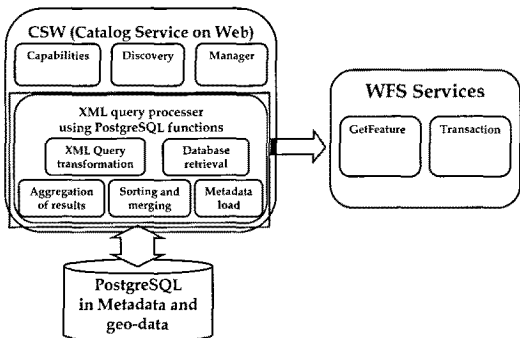 CSW (Catalog Service on Web)
Capabilities
Discovery
Manager
XML query processer
using PostgreSQL functions
XML Query
transformation
Database
retrieval
Aggregation
of results
Sorting and
merging
Metadata
load
WFS Services
GetFeature
Transaction
PostgreSQL
in Metadata and
geo-data